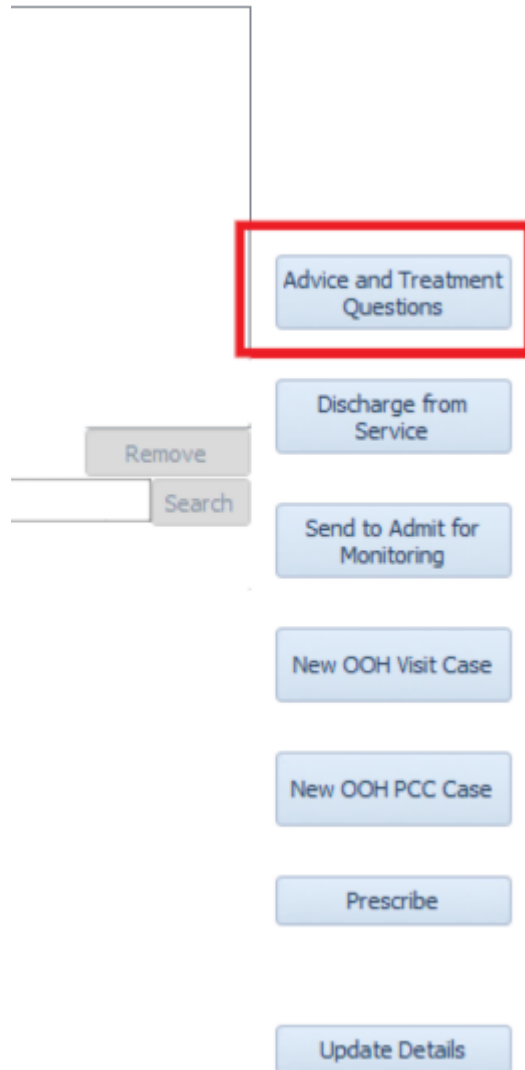 Advice and Treatment
Questions
Discharge from
Service
Remove
Search
Send to Admit for
Monitoring
New OOH Visit Case
New OOH PCC Case
Prescribe
Update Details